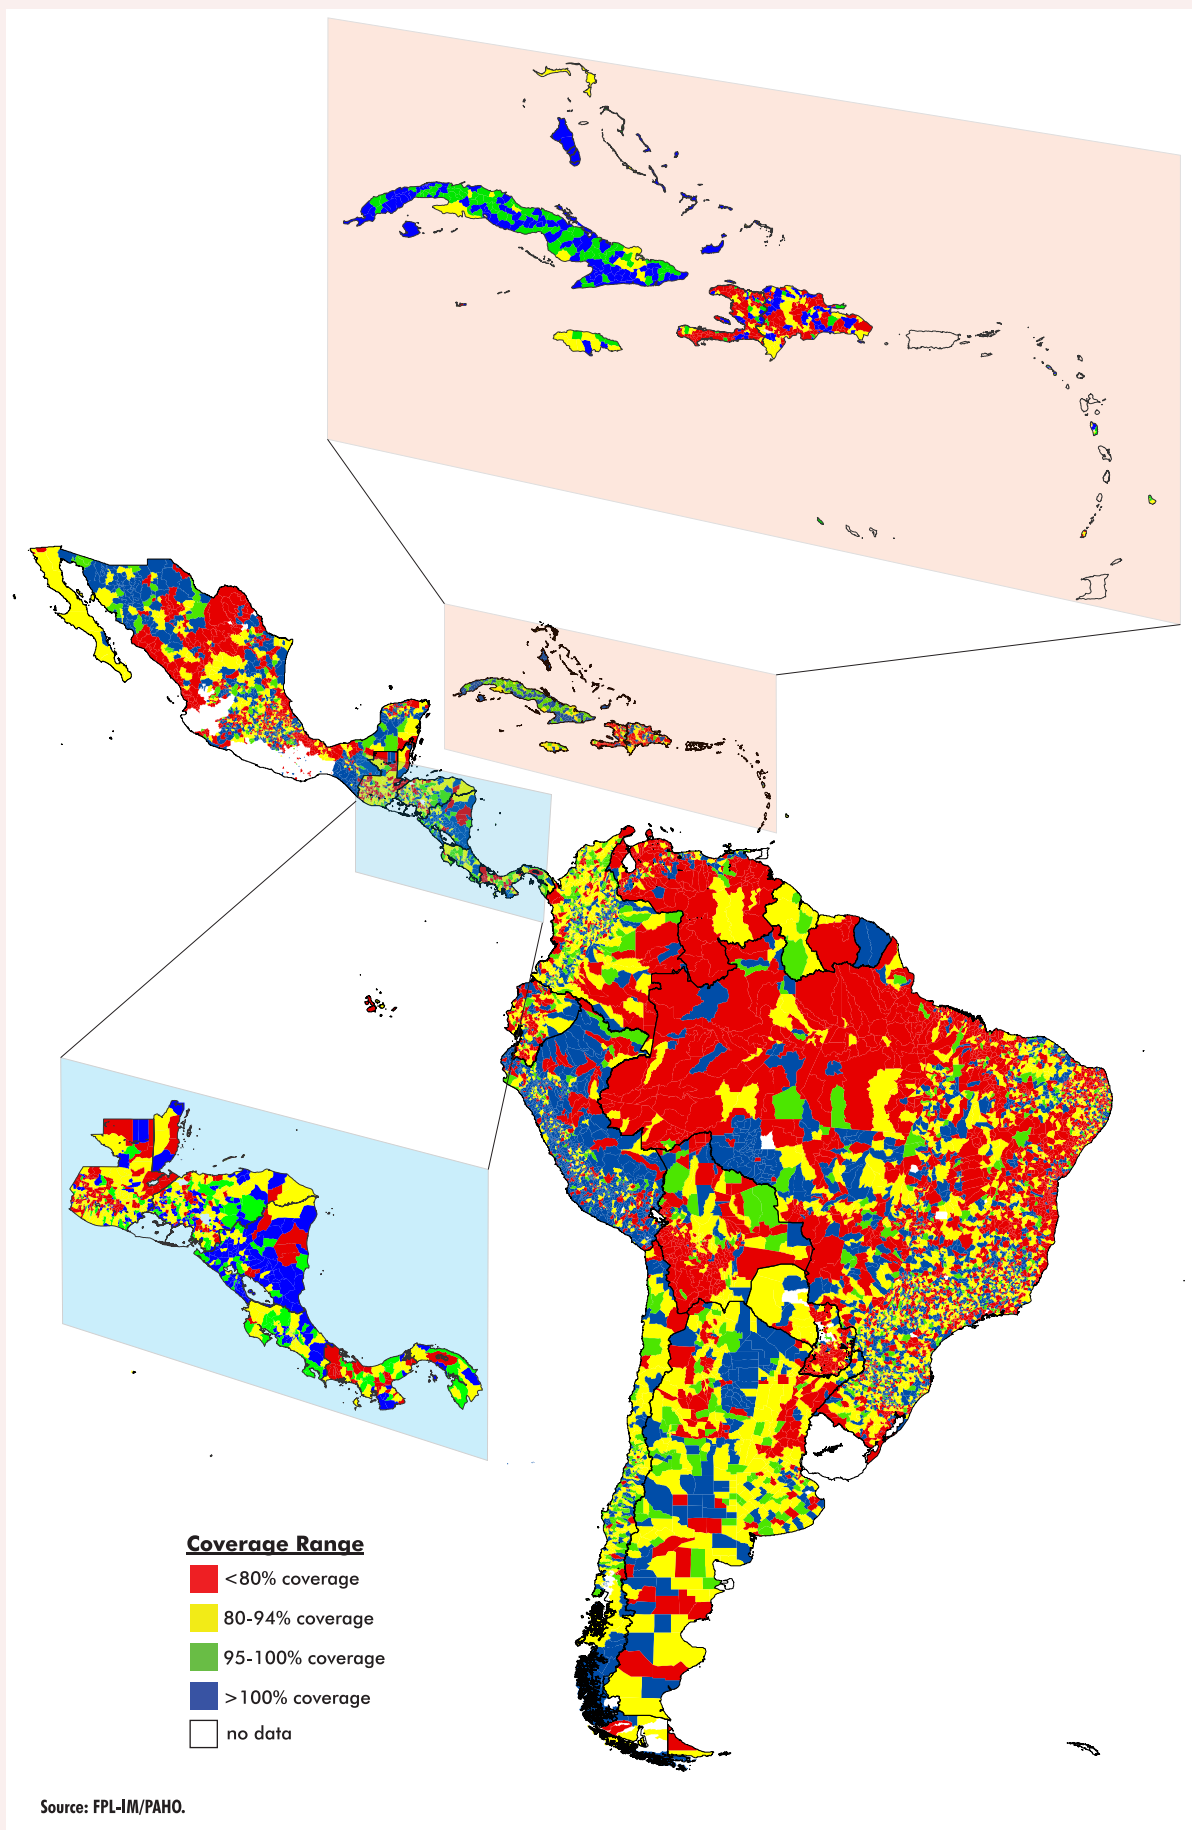 Coverage Range
<80% coverage
80-94% coverage
95-100% coverage
>100% coverage
no data
Source: FPL-IM/PAHO.